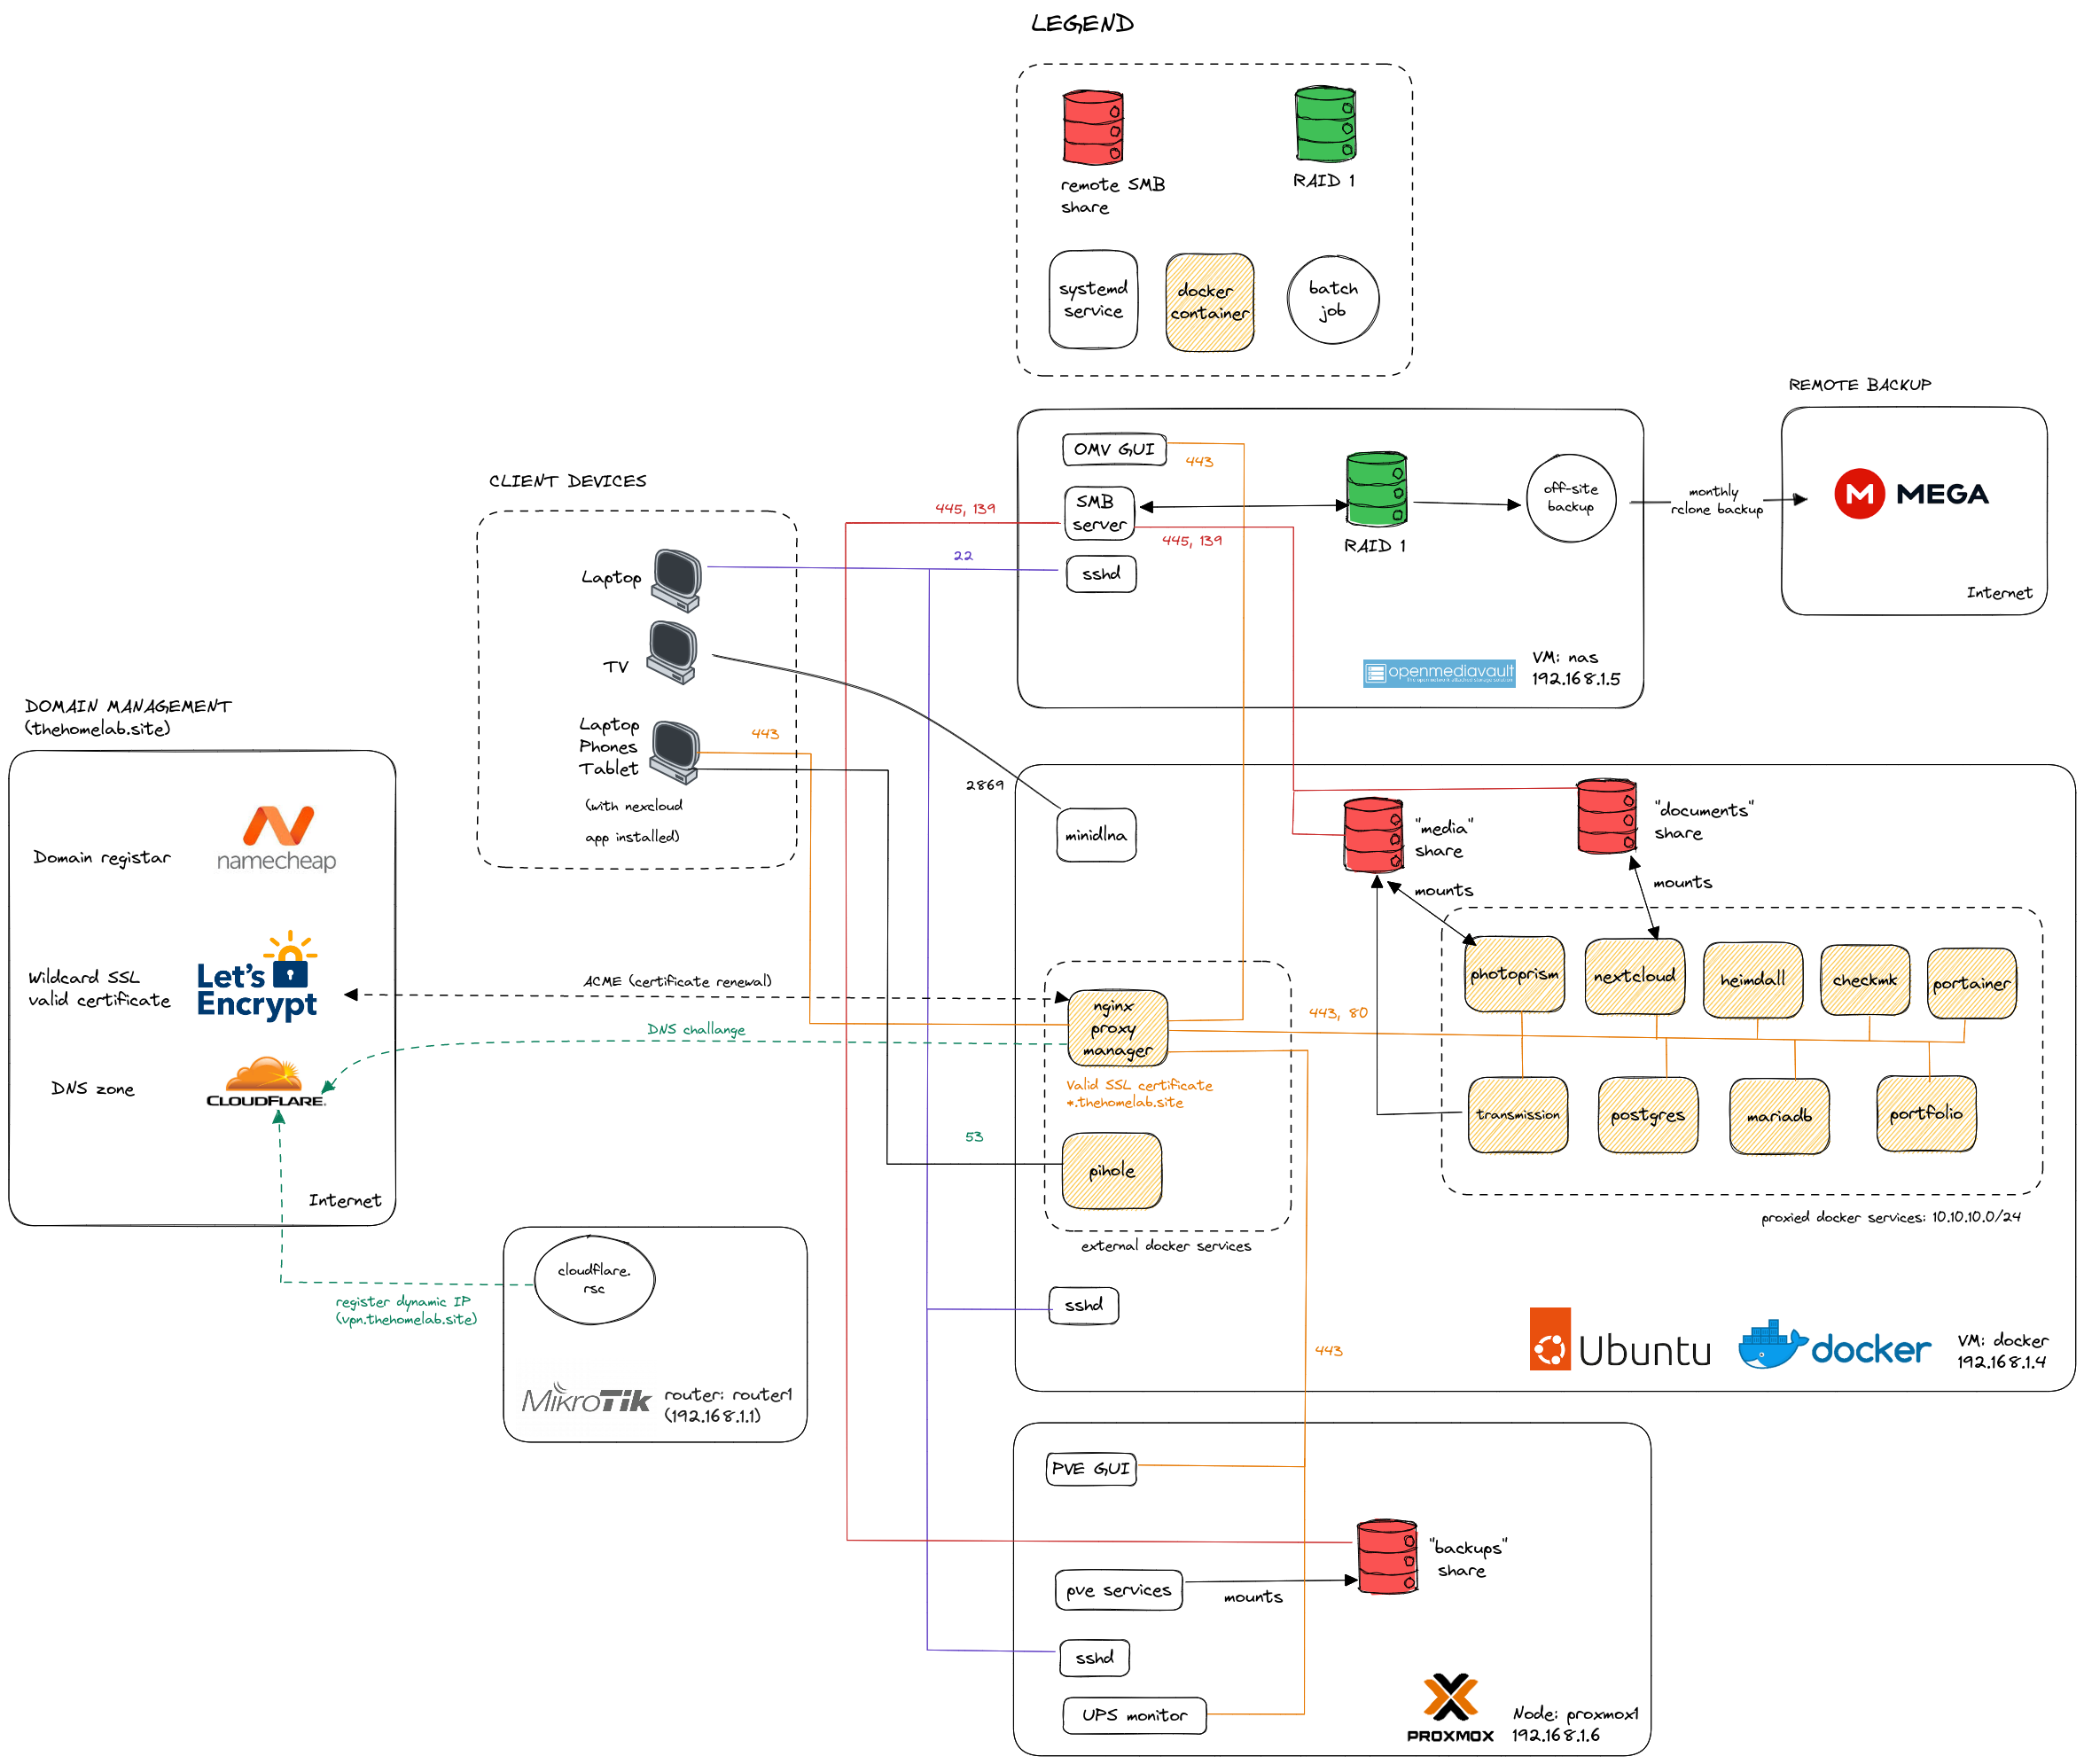 LEGEND
remote SMB
share
RAID 1
systemd
service
docker
container
batch
job
REMOTE BACKUP
OMV GUI
443
SMB
server
445, 139
445, 139
RAID 1
off-site
backup
monthly
rclone backup
MEGA
Internet
22
sshd
openmediavault
VM: nas
192.168.1.5
CLIENT DEVICES
Laptop
TV
Laptop
Phones
Tablet
443
(with nexcloud
app installed)
2869
DOMAIN MANAGEMENT
(thehomelab.site)
Domain registar
namecheap
Wildcard SSL
valid certificate
Let's
Encrypt
DNS zone
CLOUDFLARE
Internet
ACME (certificate renewal)
DNS challange
register dynamic IP
(vpn.thehomelab.site)
cloudflare.
rsc
MikroTik
router: router1
(192.168.1.1)
minidlna
"media"
share
"documents"
share
mounts
mounts
nginx
proxy
manager
443, 80
Valid SSL certificate
*.thehomelab.site
53
pihole
external docker services
photoprism
nextcloud
heimdall
checkmk
portainer
transmission
postgres
mariadb
portfolio
proxied docker services: 10.10.10.0/24
sshd
443
Ubuntu
docker
VM: docker
192.168.1.4
PVE GUI
"backups"
share
pve services
mounts
sshd
UPS monitor
PROXMOX
Node: proxmox1
192.168.1.6